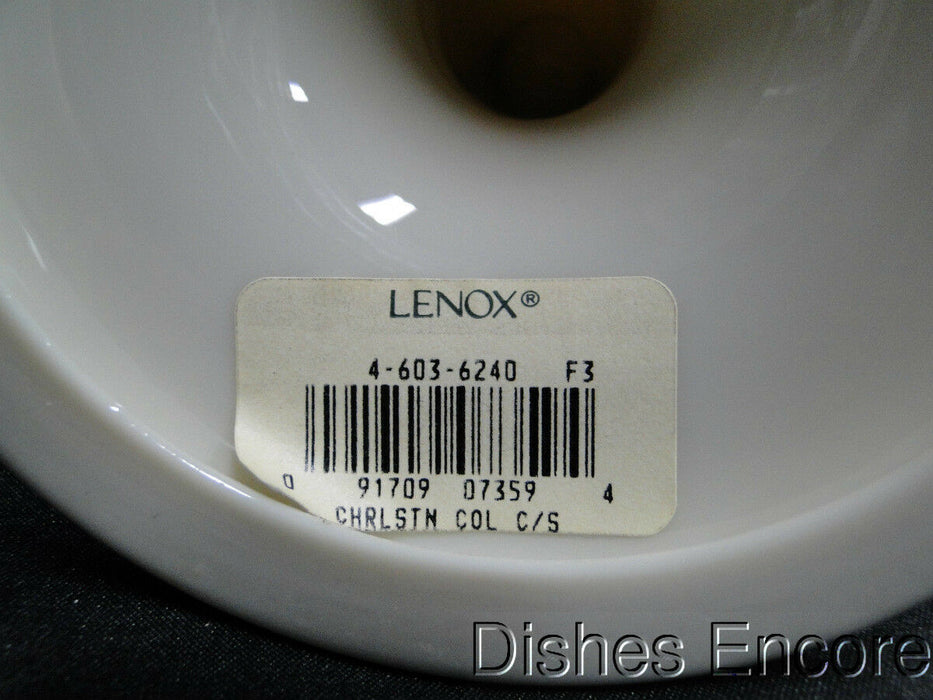 LENOX®
4-603-6240 F3
0 91709 07359 4
CHRLSTN COL C/S
Dishes Encore